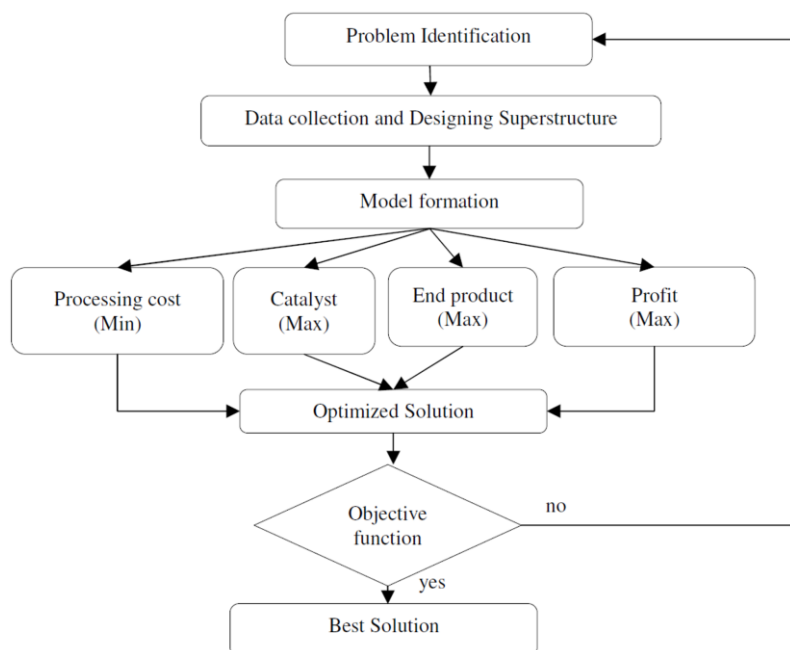 Problem Identification
Data collection and Designing Superstructure
Model formation
Processing cost
(Min)
Catalyst
(Max)
End product
(Max)
Profit
(Max)
Optimized Solution
Objective
function
no
yes
Best Solution